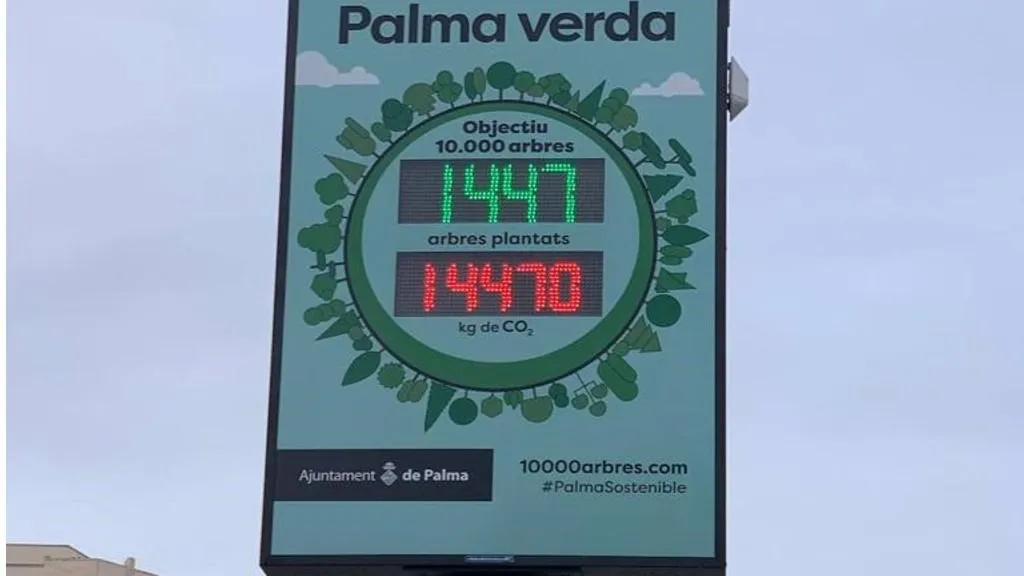 Palma verda
Objectiu
10.000 arbres
1447
arbres plantats
14470
kg de CO₂
Ajuntament de Palma
10000arbres.com
#PalmaSostenible